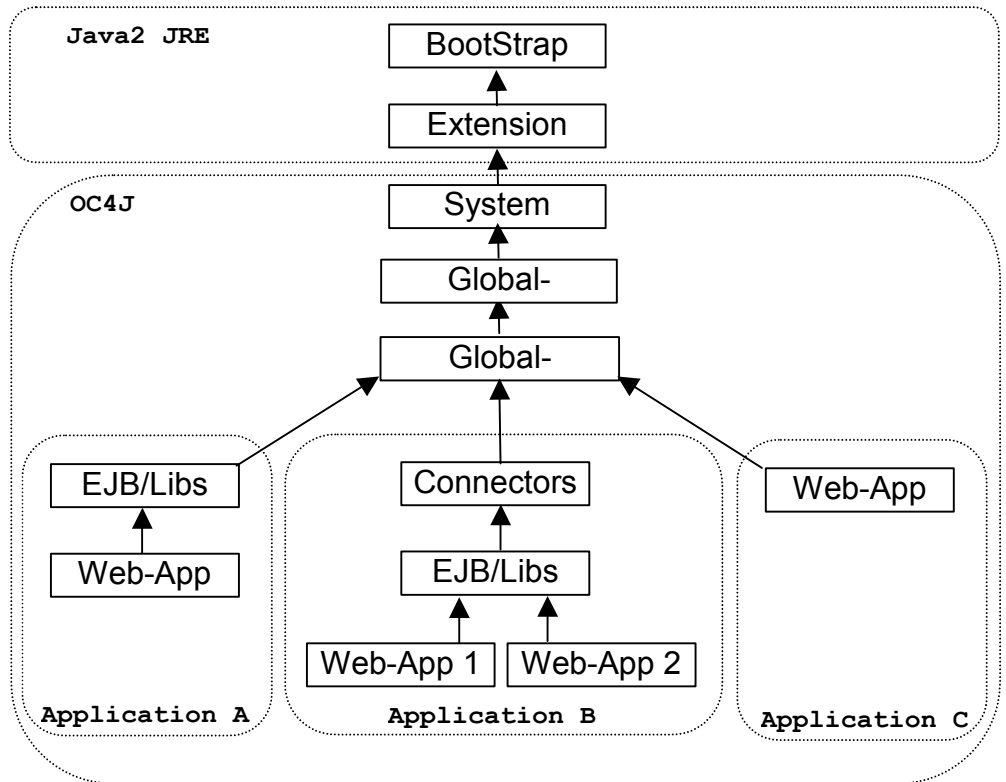 Java2 JRE
BootStrap
Extension
OC4J
System
Global-
Global-
EJB/Libs
Web-App
Application A
Connectors
EJB/Libs
Web-App 1
Web-App 2
Application B
Web-App
Application C